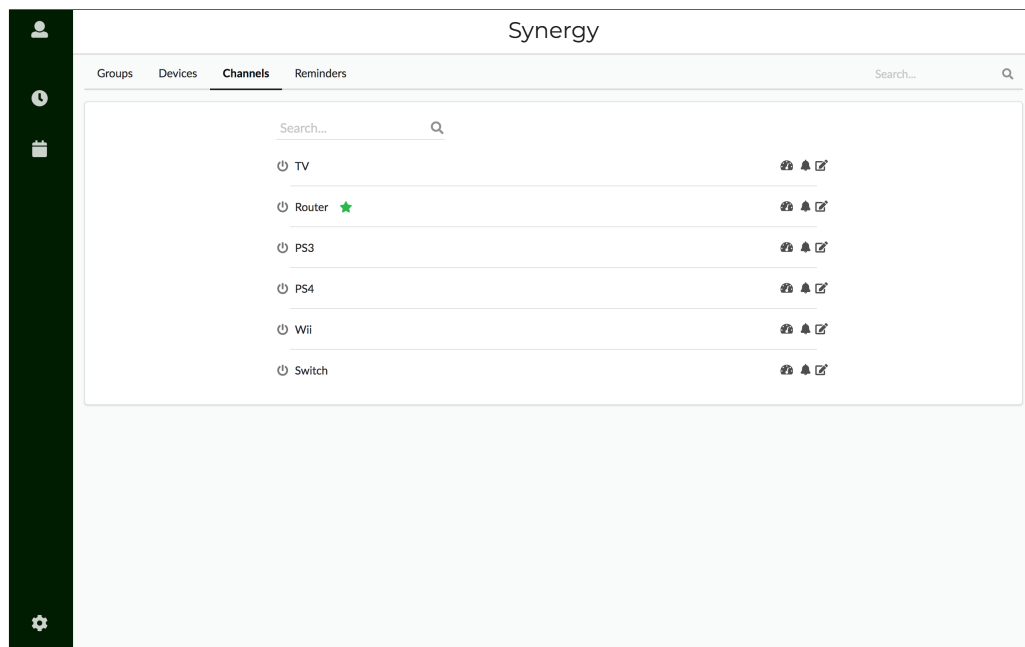 Synergy
Groups Devices Channels Reminders Search...
Search...
TV
Router
PS3
PS4
Wii
Switch